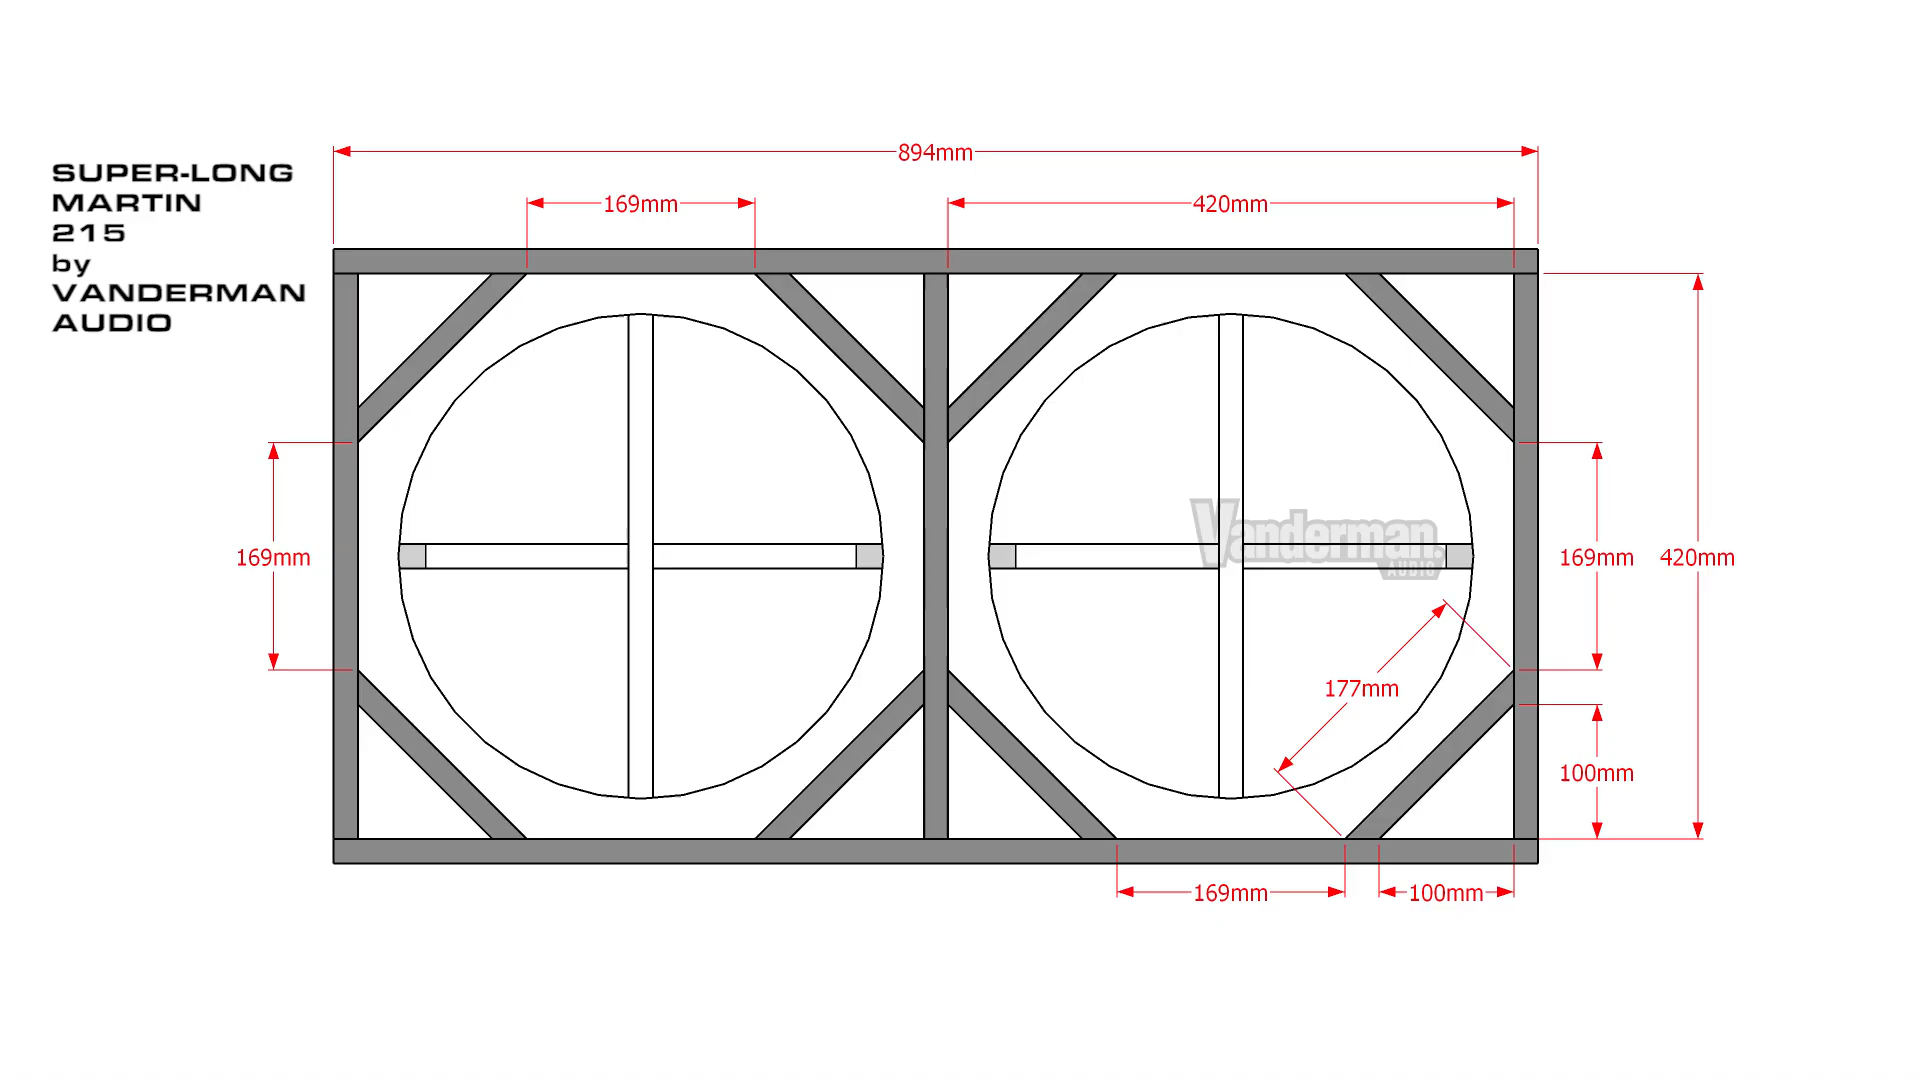 SUPER-LONG
MARTIN
215
by
VANDERMAN
AUDIO
894mm
169mm
420mm
169mm
169mm
420mm
177mm
100mm
169mm
100mm
Vanderman.
AUDIO